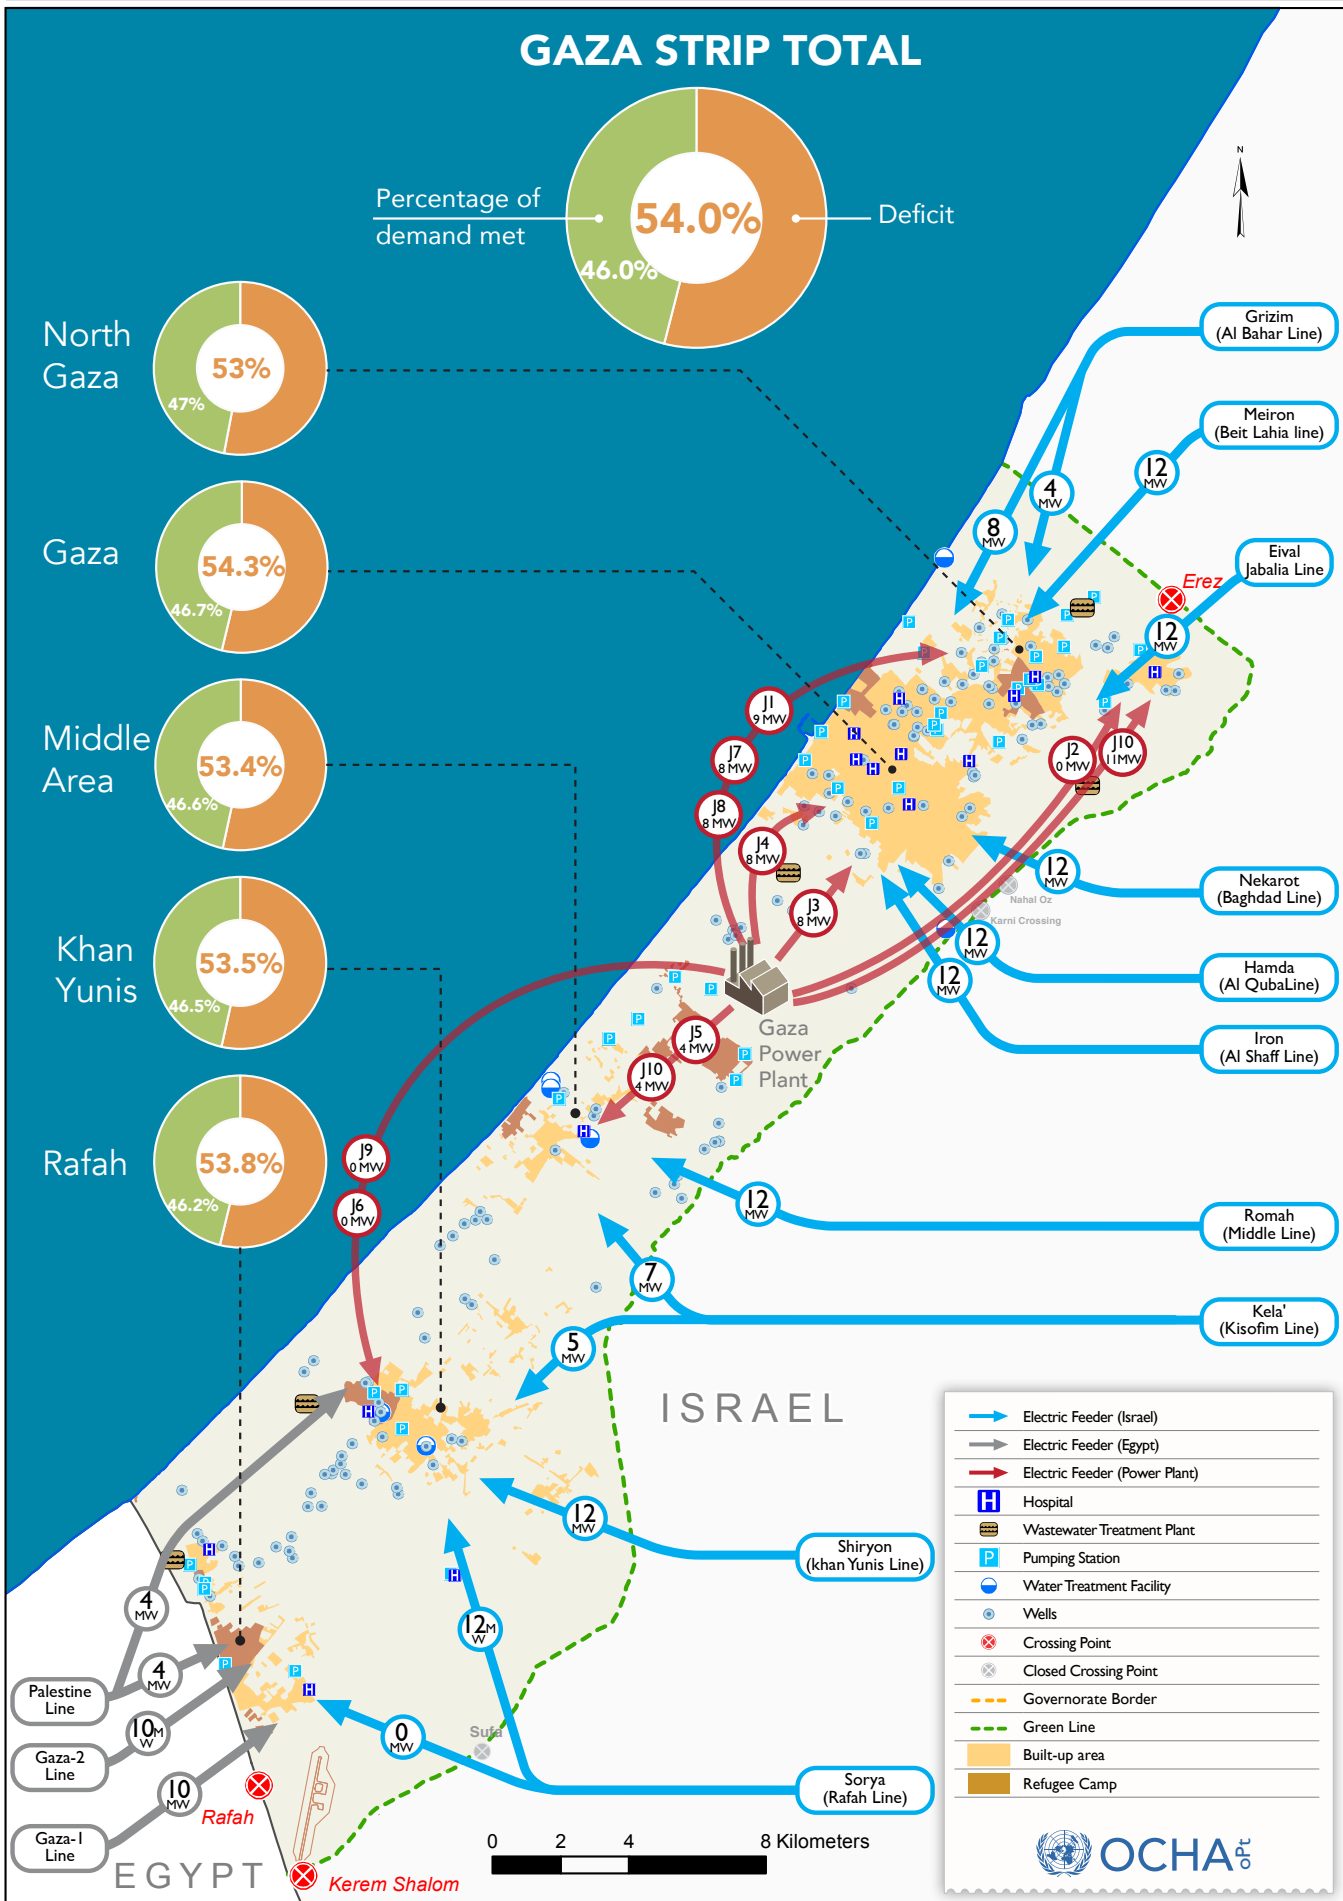 GAZA STRIP TOTAL
Percentage of
demand met
54.0%
46.0%
Deficit
N
North
Gaza
53%
47%
Gaza
54.3%
46.7%
Middle
Area
53.4%
46.6%
Khan
Yunis
53.5%
46.5%
Rafah
53.8%
46.2%
Grizim
(Al Bahar Line)
Meiron
(Beit Lahia line)
Eival
Jabalia Line
Erez
12
MW
4
MW
8
MW
12
MW
J1
9 MW
J7
8 MW
J8
8 MW
J4
8 MW
J3
8 MW
J2
0 MW
J10
11MW
12
MW
Nahal Oz
Karni Crossing
Nekarot
(Baghdad Line)
12
MW
Hamda
(Al QubaLine)
12
MW
Iron
(Al Shaff Line)
Gaza
Power
Plant
J5
4 MW
J10
4 MW
J9
0 MW
J6
0 MW
12
MW
Romah
(Middle Line)
7
MW
5
MW
Kela'
(Kisofim Line)
ISRAEL
12
MW
Shiryon
(khan Yunis Line)
12M
W
0
MW
Sufa
Sorya
(Rafah Line)
4
MW
4
MW
Palestine
Line
10M
W
Gaza-2
Line
10
MW
Gaza-1
Line
Rafah
EGYPT
Kerem Shalom
0 2 4 8 Kilometers
Electric Feeder (Israel)
Electric Feeder (Egypt)
Electric Feeder (Power Plant)
H Hospital
Wastewater Treatment Plant
P Pumping Station
Water Treatment Facility
Wells
Crossing Point
Closed Crossing Point
Governorate Border
Green Line
Built-up area
Refugee Camp
OCHA oPt